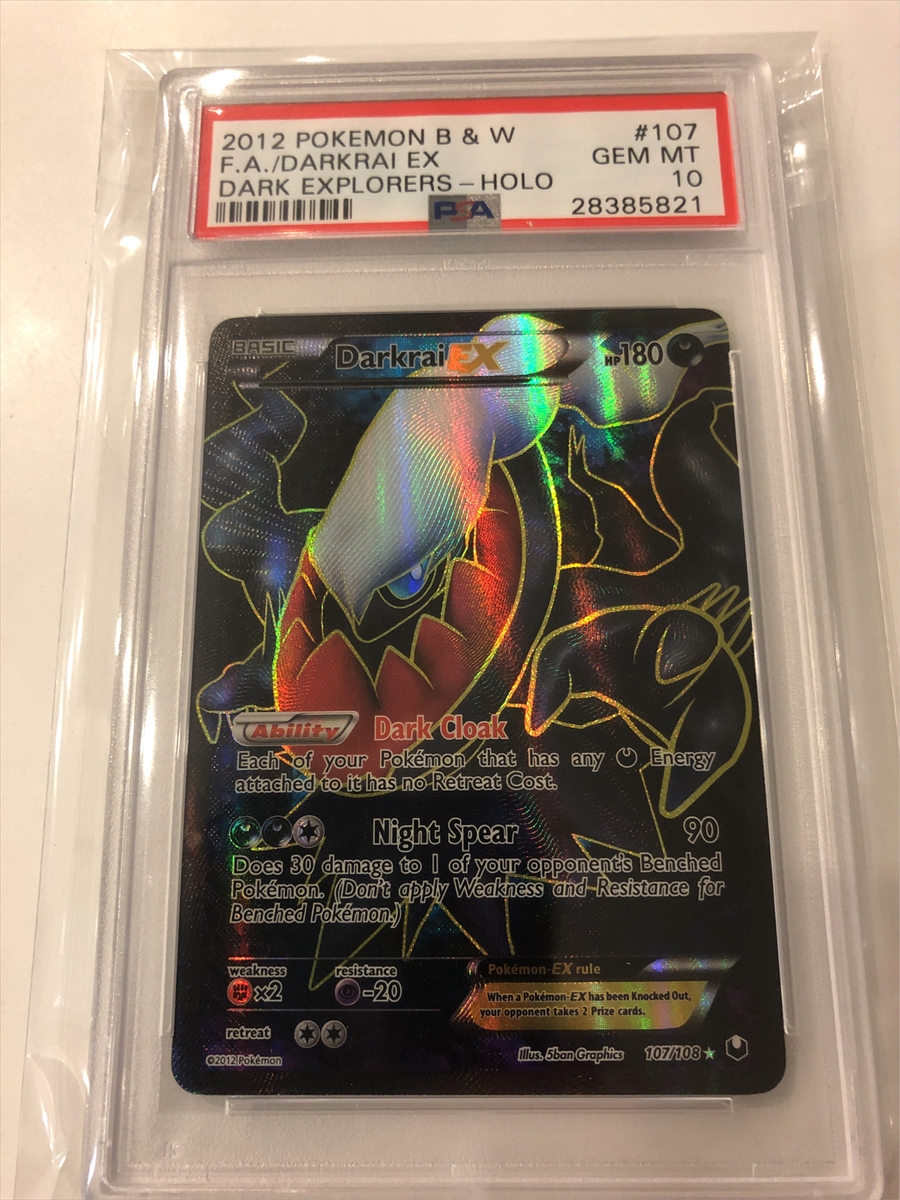 2012 POKEMON B & W #107
F.A./DARKRAI EX GEM MT
DARK EXPLORERS – HOLO 10
PSA 28385821
BASIC DarkraiEX HP180
Ability Dark Cloak
Each of your Pokémon that has any Energy
attached to it has no Retreat Cost.
Night Spear 90
Does 30 damage to 1 of your opponent's Benched
Pokémon. (Don't apply Weakness and Resistance for
Benched Pokémon.)
weakness resistance
×2 -20
Pokémon-EX rule
When a Pokémon-EX has been Knocked Out,
your opponent takes 2 Prize cards.
retreat
©2012 Pokémon Illus. 5ban Graphics 107/108